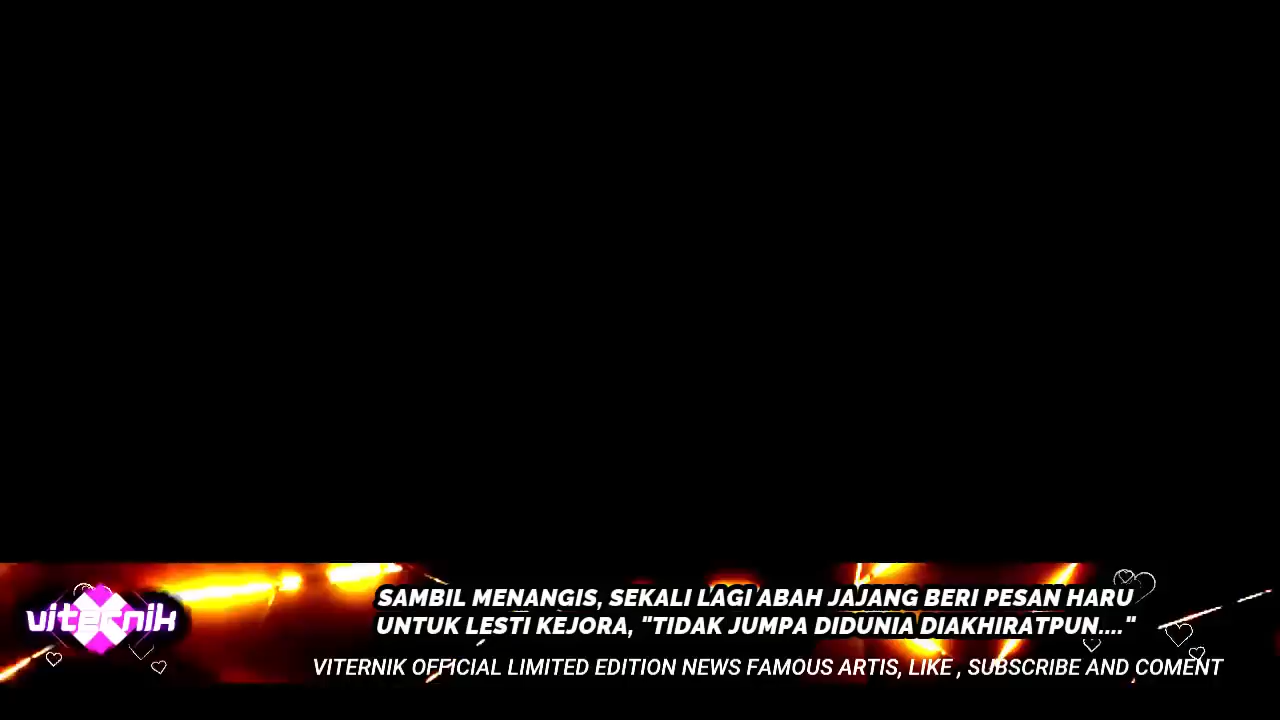 viternik
SAMBIL MENANGIS, SEKALI LAGI ABAH JAJANG BERI PESAN HARU
UNTUK LESTI KEJORA, "TIDAK JUMPA DIDUNIA DIAKHIRATPUN...."
VITERNIK OFFICIAL LIMITED EDITION NEWS FAMOUS ARTIS, LIKE , SUBSCRIBE AND COMENT